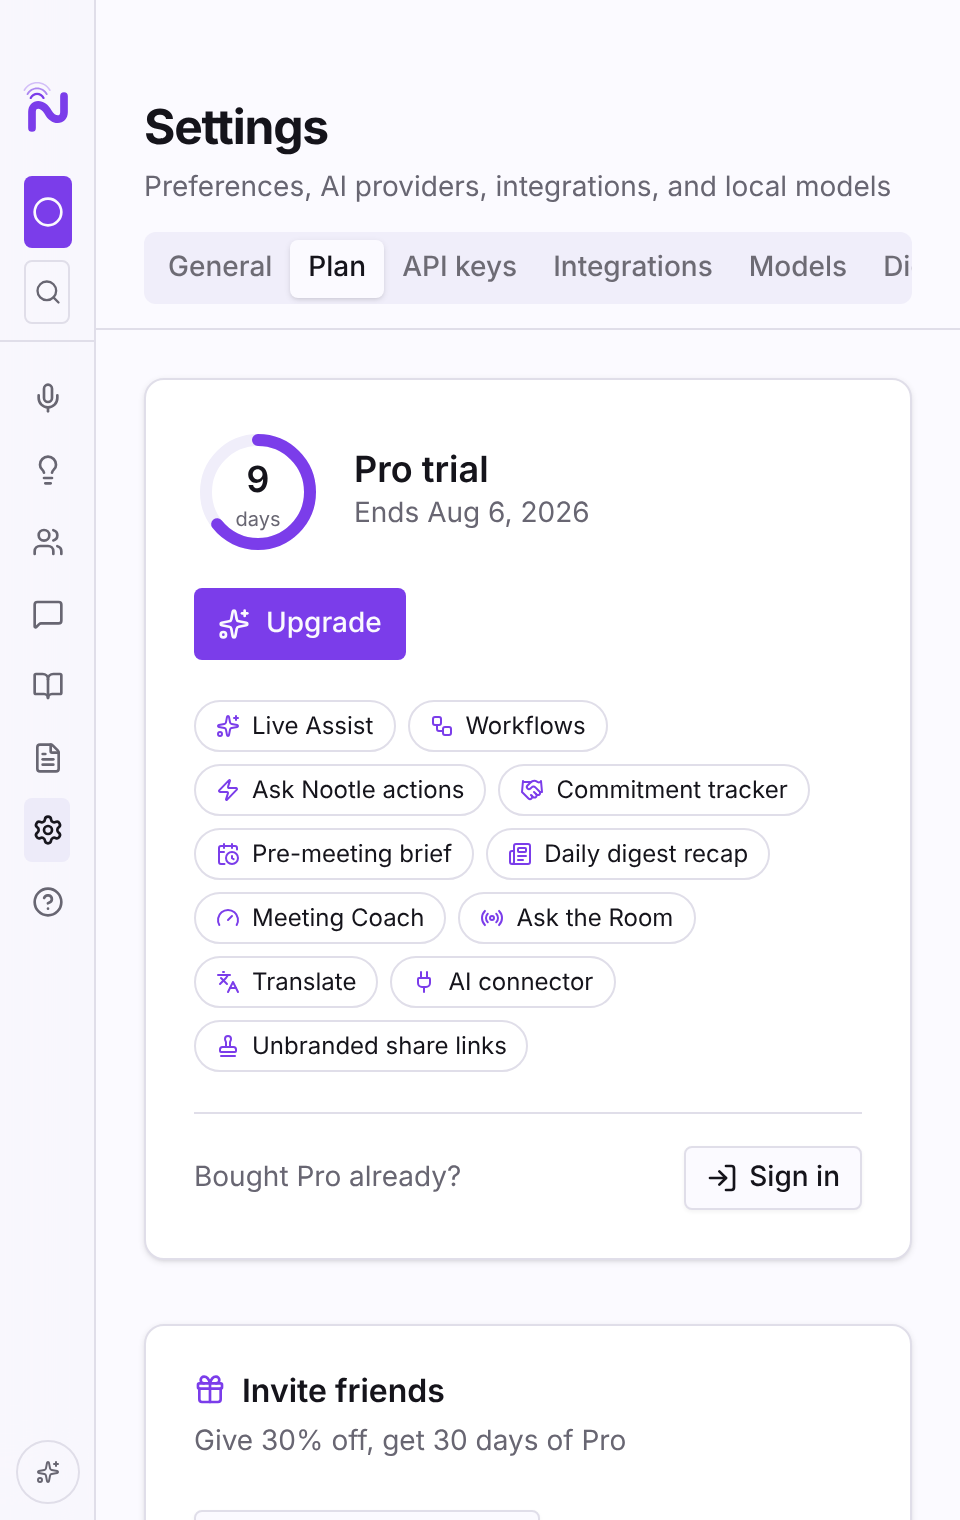 Settings
Preferences, AI providers, integrations, and local models
General Plan API keys Integrations Models Di
9
days
Pro trial
Ends Aug 6, 2026
Upgrade
Live Assist Workflows
Ask Nootle actions Commitment tracker
Pre-meeting brief Daily digest recap
Meeting Coach Ask the Room
Translate AI connector
Unbranded share links
Bought Pro already? Sign in
Invite friends
Give 30% off, get 30 days of Pro